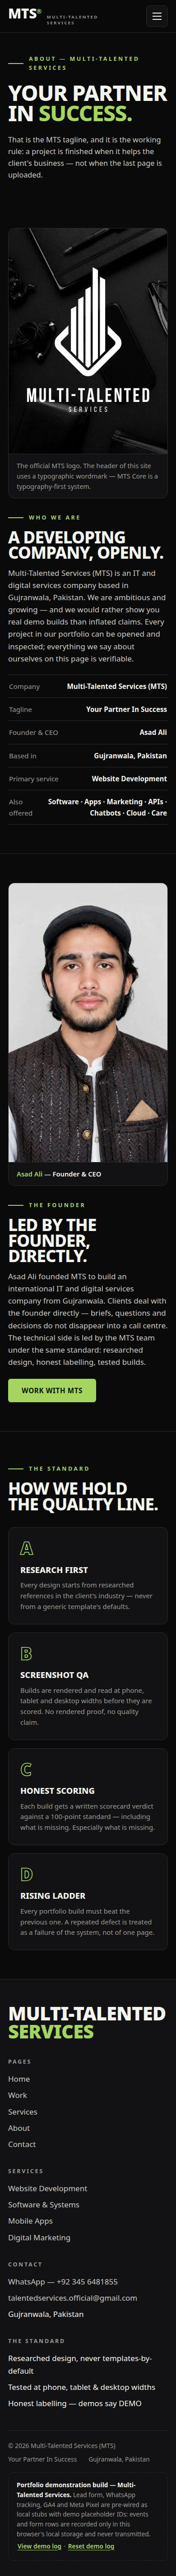 MTS®
MULTI-TALENTED
SERVICES
ABOUT — MULTI-TALENTED
SERVICES
YOUR PARTNER
IN SUCCESS.
That is the MTS tagline, and it is the working
rule: a project is finished when it helps the
client's business — not when the last page is
uploaded.
MULTI-TALENTED
SERVICES
The official MTS logo. The header of this site
uses a typographic wordmark — MTS Core is a
typography-first system.
WHO WE ARE
A DEVELOPING
COMPANY, OPENLY.
Multi-Talented Services (MTS) is an IT and
digital services company based in
Gujranwala, Pakistan. We are ambitious and
growing — and we would rather show you
real demo builds than inflated claims. Every
project in our portfolio can be opened and
inspected; everything we say about
ourselves on this page is verifiable.
Company Multi-Talented Services (MTS)
Tagline Your Partner In Success
Founder & CEO Asad Ali
Based in Gujranwala, Pakistan
Primary service Website Development
Also offered Software · Apps · Marketing · APIs ·
Chatbots · Cloud · Care
Asad Ali — Founder & CEO
THE FOUNDER
LED BY THE
FOUNDER,
DIRECTLY.
Asad Ali founded MTS to build an
international IT and digital services
company from Gujranwala. Clients deal with
the founder directly — briefs, questions and
decisions do not disappear into a call centre.
The technical side is led by the MTS team
under the same standard: researched
design, honest labelling, tested builds.
WORK WITH MTS
THE STANDARD
HOW WE HOLD
THE QUALITY LINE.
A
RESEARCH FIRST
Every design starts from researched
references in the client's industry — never
from a generic template's defaults.
B
SCREENSHOT QA
Builds are rendered and read at phone,
tablet and desktop widths before they are
scored. No rendered proof, no quality
claim.
C
HONEST SCORING
Each build gets a written scorecard verdict
against a 100-point standard — including
what is missing. Especially what is missing.
D
RISING LADDER
Every portfolio build must beat the
previous one. A repeated defect is treated
as a failure of the system, not of one page.
MULTI-TALENTED
SERVICES
PAGES
Home
Work
Services
About
Contact
SERVICES
Website Development
Software & Systems
Mobile Apps
Digital Marketing
CONTACT
WhatsApp — +92 345 6481855
talentedservices.official@gmail.com
Gujranwala, Pakistan
THE STANDARD
Researched design, never templates-by-
default
Tested at phone, tablet & desktop widths
Honest labelling — demos say DEMO
© 2026 Multi-Talented Services (MTS)
Your Partner In Success Gujranwala, Pakistan
Portfolio demonstration build — Multi-
Talented Services. Lead form, WhatsApp
tracking, GA4 and Meta Pixel are pre-wired as
local stubs with demo placeholder IDs: events
and form rows are recorded only in this
browser's local storage and never transmitted.
View demo log · Reset demo log